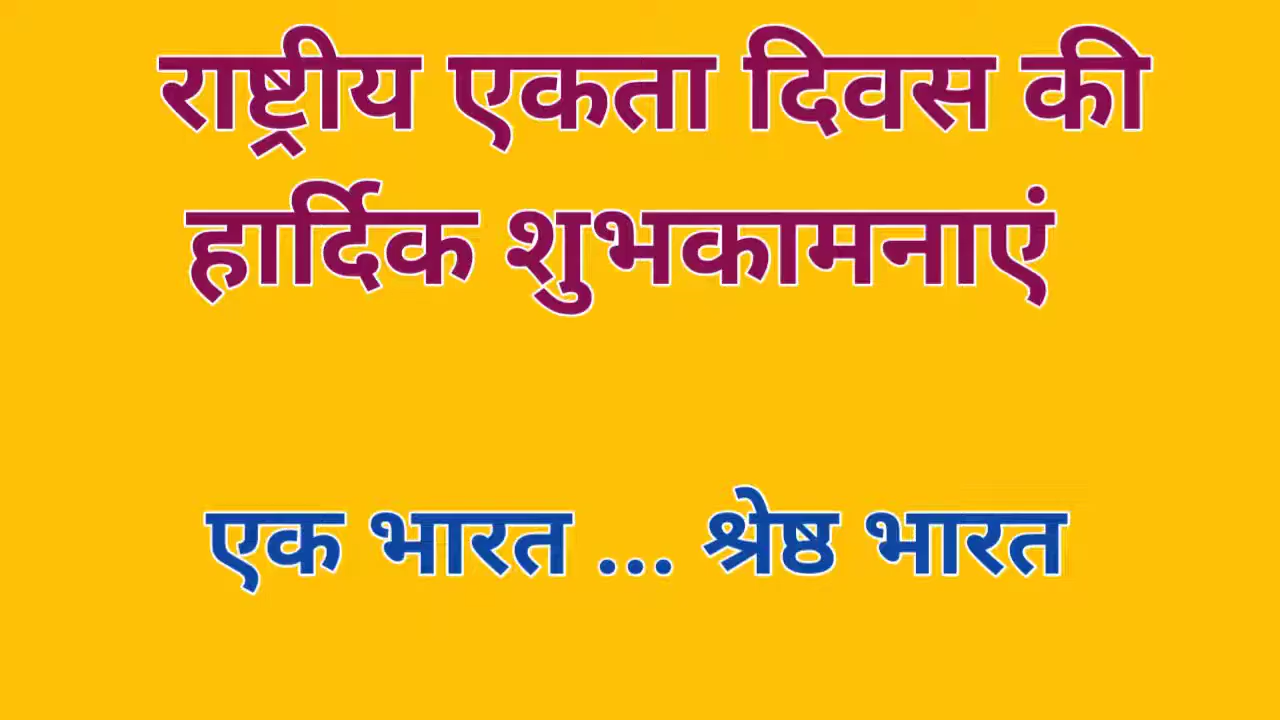 राष्ट्रीय एकता दिवस की
हार्दिक शुभकामनाएं
एक भारत ... श्रेष्ठ भारत